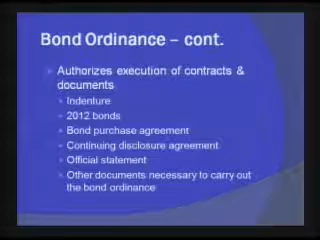 Bond Ordinance – cont.
Authorizes execution of contracts &
documents
Indenture
2012 bonds
Bond purchase agreement
Continuing disclosure agreement
Official statement
Other documents necessary to carry out
the bond ordinance